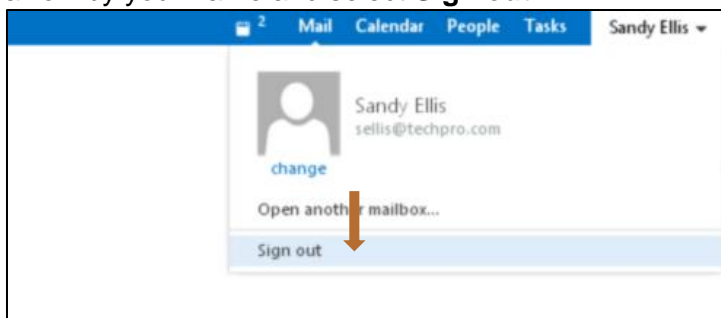 2 Mail Calendar People Tasks Sandy Ellis
Sandy Ellis
sellis@techpro.com
change
Open another mailbox...
Sign out